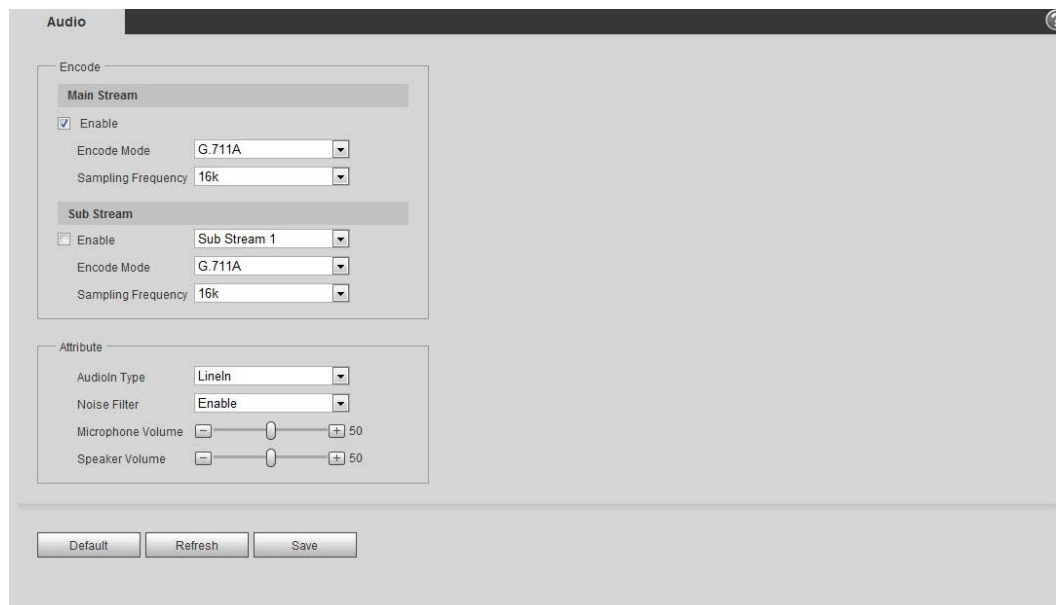 Audio
?
Encode
Main Stream
Enable
Encode Mode G.711A
Sampling Frequency 16k
Sub Stream
Enable Sub Stream 1
Encode Mode G.711A
Sampling Frequency 16k
Attribute
AudioIn Type LineIn
Noise Filter Enable
Microphone Volume - + 50
Speaker Volume - + 50
Default Refresh Save